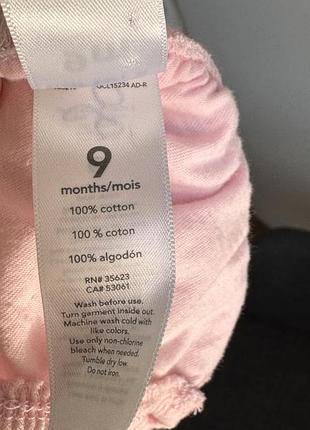 UCL15234 AD-R
9
months/mois
100% cotton
100 % coton
100% algodón
RN# 35623
CA# 53061
Wash before use.
Turn garment inside out.
Machine wash cold with
like colors.
Use only non-chlorine
bleach when needed.
Tumble dry low.
Do not iron.